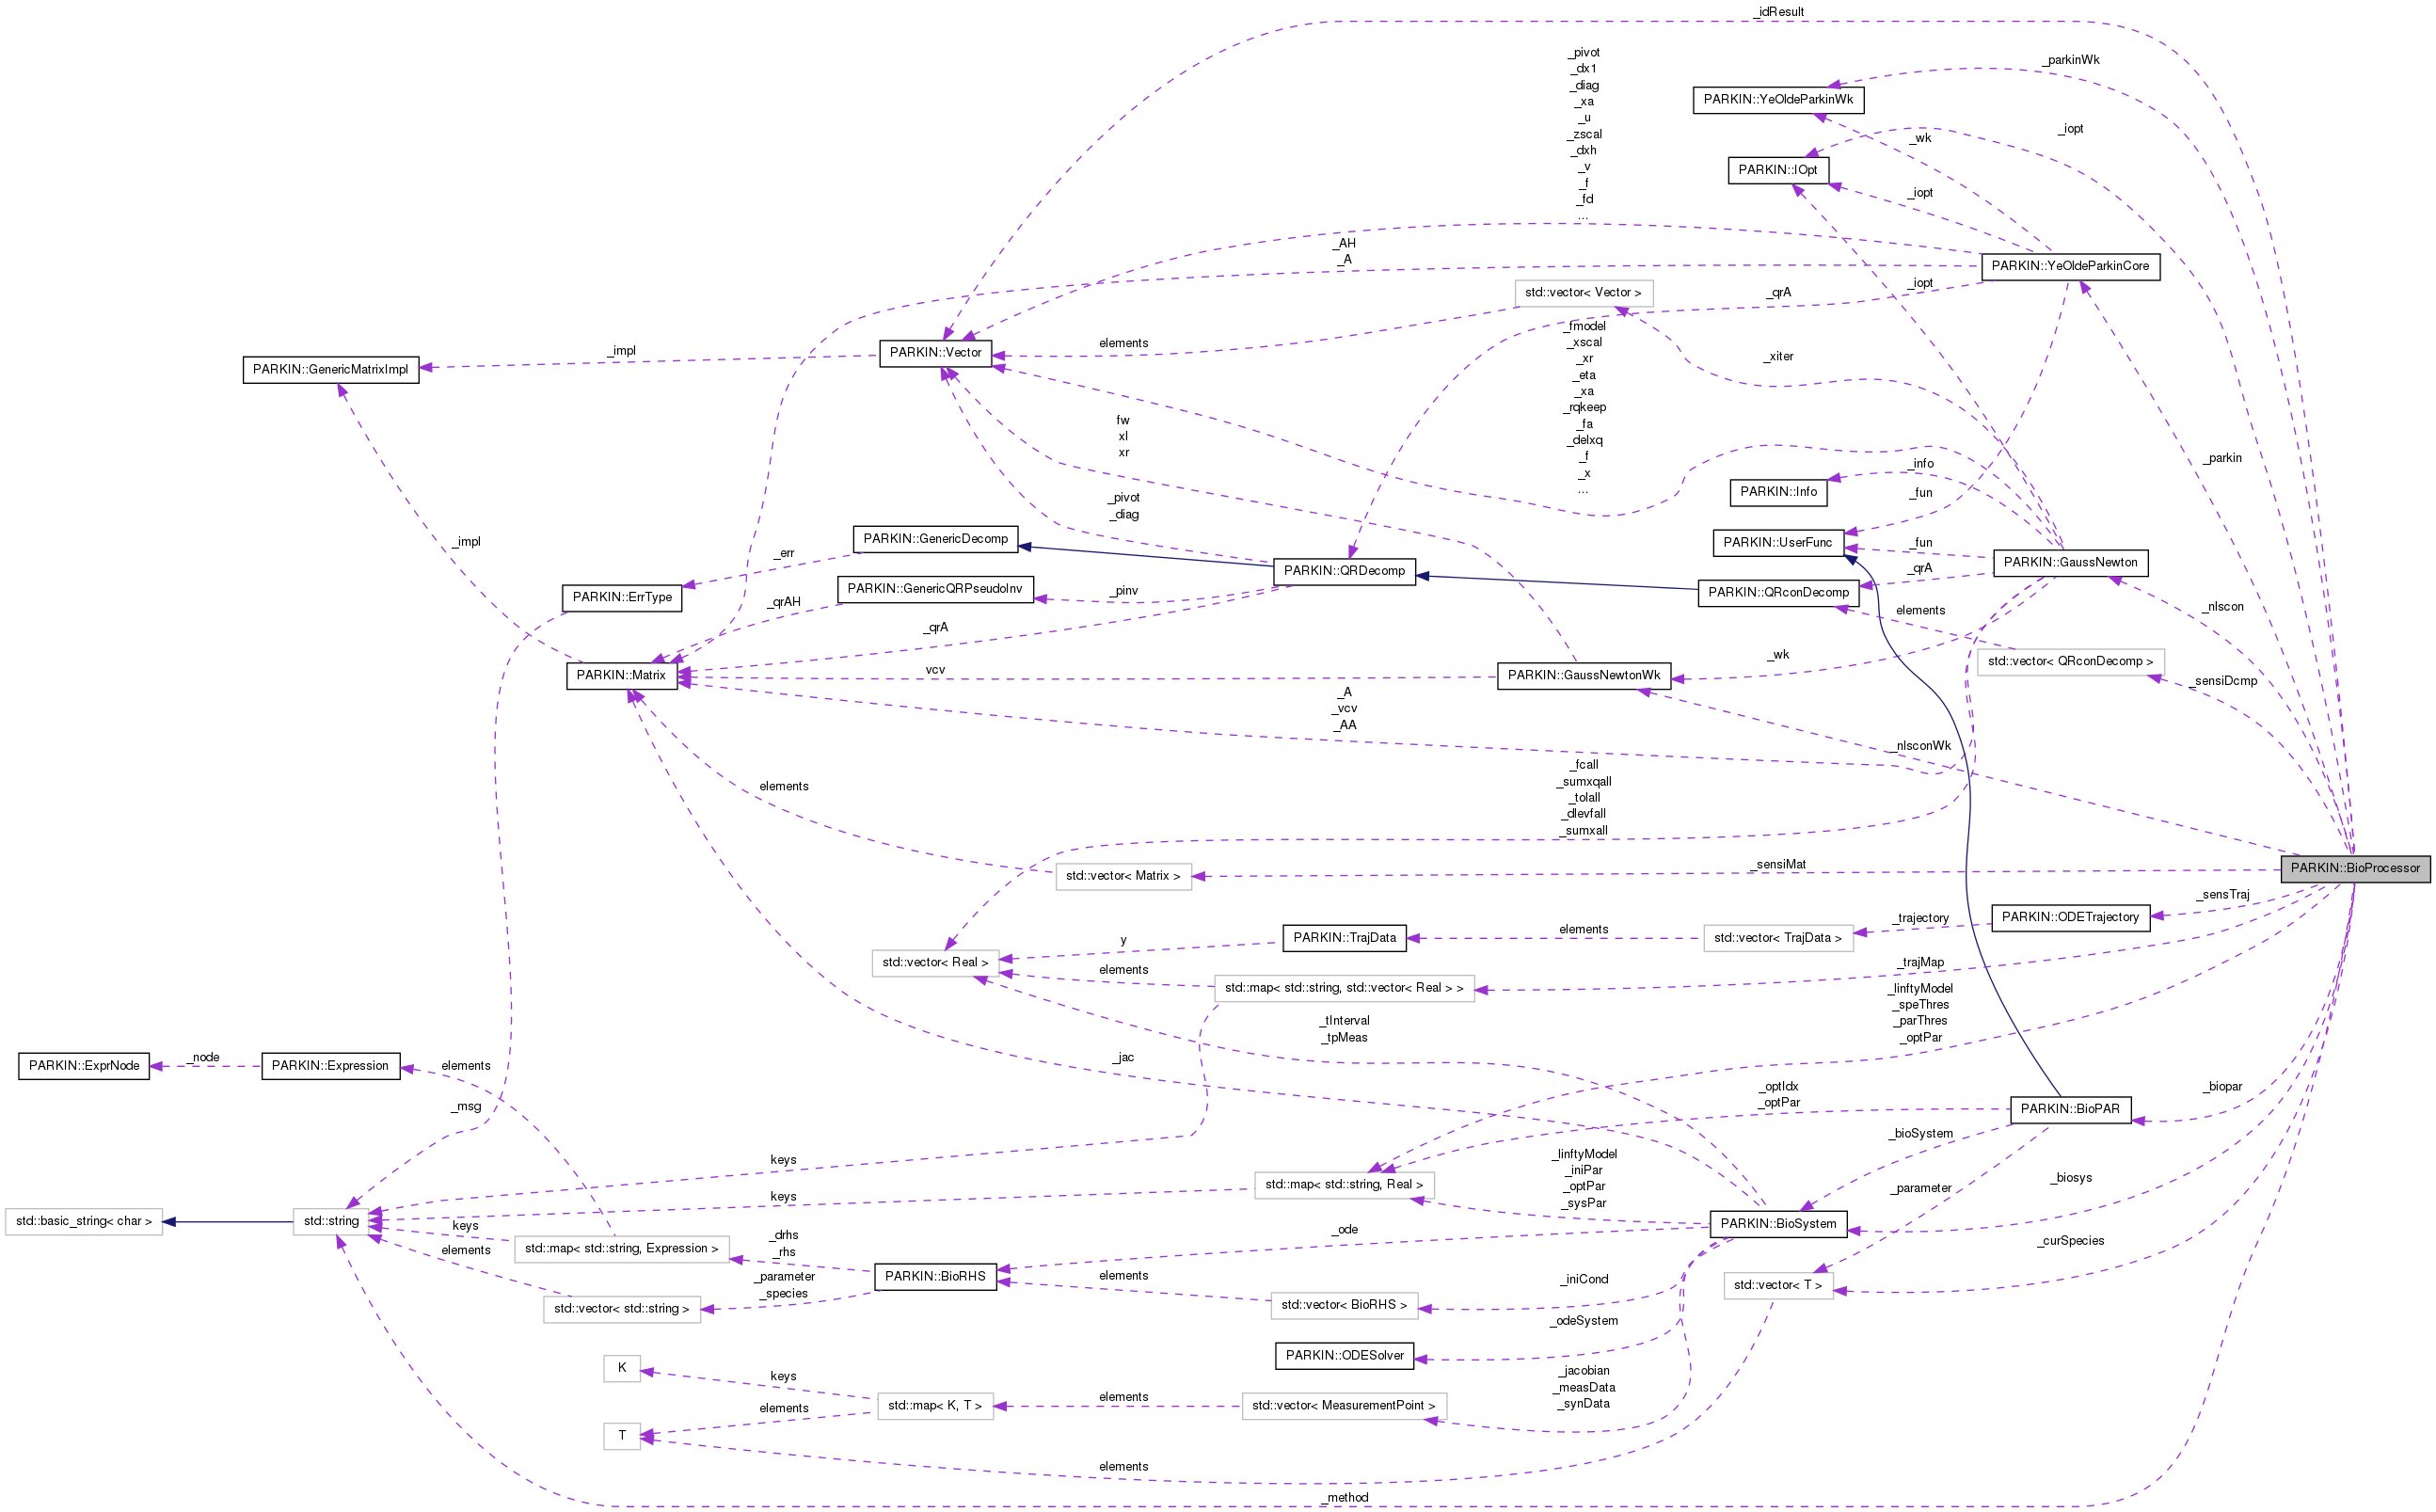 _idResult
_pivot
_dx1
_diag
_xa
_u
_zscal
_dxh
_v
_f
_fd
...
_parkinWk
PARKIN::YeOldeParkinWk
_iopt
_wk
PARKIN::IOpt
_iopt
_AH
_A
PARKIN::YeOldeParkinCore
_iopt
std::vector< Vector >
_qrA
_fmodel
_xscal
_xr
_eta
_xa
_rqkeep
_fa
_delxq
_f
_x
...
elements
PARKIN::Vector
_impl
PARKIN::GenericMatrixImpl
_xiter
fw
xl
xr
_parkin
_info
PARKIN::Info
_fun
_pivot
_diag
PARKIN::GenericDecomp
PARKIN::UserFunc
_fun
_err
_impl
PARKIN::GaussNewton
PARKIN::QRDecomp
_qrA
PARKIN::QRconDecomp
PARKIN::ErrType
PARKIN::GenericQRPseudoInv
_pinv
_qrAH
_nlscon
elements
_qrA
_wk
std::vector< QRconDecomp >
vcv
PARKIN::Matrix
PARKIN::GaussNewtonWk
_sensiDcmp
_A
_vcv
_AA
_nlsconWk
_fcall
_sumxqall
_tolall
_dlevfall
_sumxall
elements
_sensiMat
PARKIN::BioProcessor
std::vector< Matrix >
_sensTraj
PARKIN::ODETrajectory
_trajectory
elements
y
PARKIN::TrajData
std::vector< TrajData >
std::vector< Real >
_trajMap
elements
std::map< std::string, std::vector< Real > >
_linftyModel
_speThres
_parThres
_optPar
_tInterval
_tpMeas
_jac
_node
PARKIN::ExprNode
PARKIN::Expression
elements
_optIdx
_optPar
_biopar
_msg
PARKIN::BioPAR
_bioSystem
_linftyModel
_iniPar
_optPar
_sysPar
keys
_biosys
std::map< std::string, Real >
_parameter
keys
std::basic_string< char >
std::string
keys
PARKIN::BioSystem
_ode
_drhs
_rhs
_curSpecies
std::map< std::string, Expression >
elements
PARKIN::BioRHS
elements
_iniCond
std::vector< T >
_parameter
_species
std::vector< std::string >
std::vector< BioRHS >
_odeSystem
PARKIN::ODESolver
K
keys
_jacobian
_measData
_synData
std::map< K, T >
elements
std::vector< MeasurementPoint >
elements
T
elements
_method